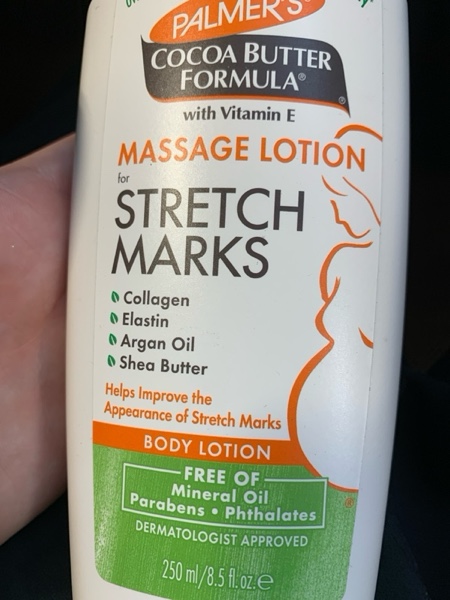 PALMER'S®
COCOA BUTTER
FORMULA®
with Vitamin E
MASSAGE LOTION
for
STRETCH
MARKS
Collagen
Elastin
Argan Oil
Shea Butter
Helps Improve the
Appearance of Stretch Marks
BODY LOTION
FREE OF
Mineral Oil
Parabens • Phthalates
DERMATOLOGIST APPROVED
250 ml/8.5 fl. oz. e